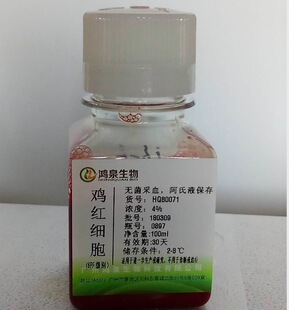 鸿泉生物
鸡红细胞
无菌采血，阿氏液保存
货号： HQ80071
浓度： 4%
批号： 180309
瓶号： 0897
净含量：100ml
有效期：30天
储存条件： 2-8℃